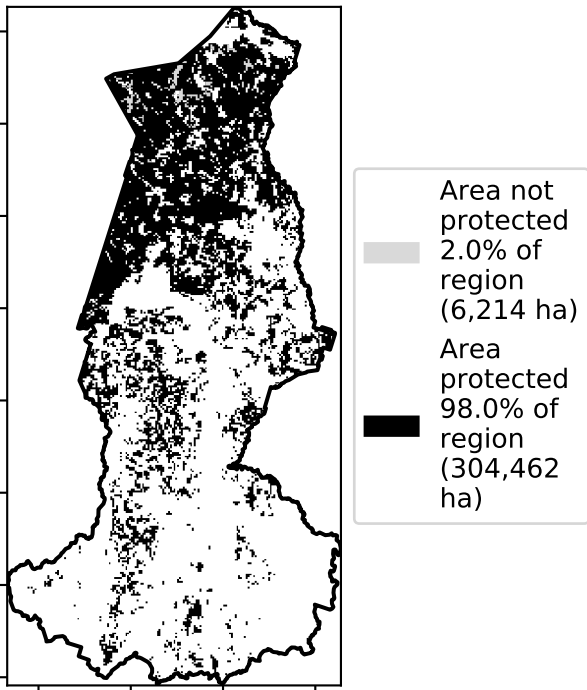 Area not
protected
2.0% of
region
(6,214 ha)
Area
protected
98.0% of
region
(304,462
ha)